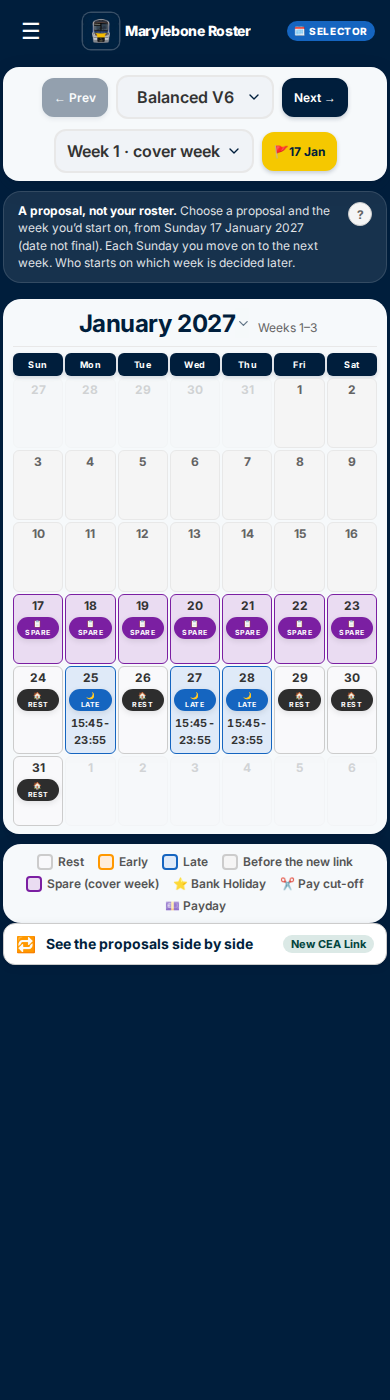 ☰ Marylebone Roster 🗓️ SELECTOR
← Prev Balanced V6 Next →
Week 1 · cover week 🚩17 Jan
A proposal, not your roster. Choose a proposal and the
week you'd start on, from Sunday 17 January 2027
(date not final). Each Sunday you move on to the next
week. Who starts on which week is decided later.
?
January 2027 Weeks 1–3
Sun Mon Tue Wed Thu Fri Sat
27 28 29 30 31 1 2
3 4 5 6 7 8 9
10 11 12 13 14 15 16
17 18 19 20 21 22 23
SPARE SPARE SPARE SPARE SPARE SPARE SPARE
24 25 26 27 28 29 30
REST LATE REST LATE LATE REST REST
15:45- 15:45- 15:45-
23:55 23:55 23:55
31 1 2 3 4 5 6
REST
Rest Early Late Before the new link
Spare (cover week) ⭐ Bank Holiday ✂️ Pay cut-off
💷 Payday
🔁 See the proposals side by side New CEA Link